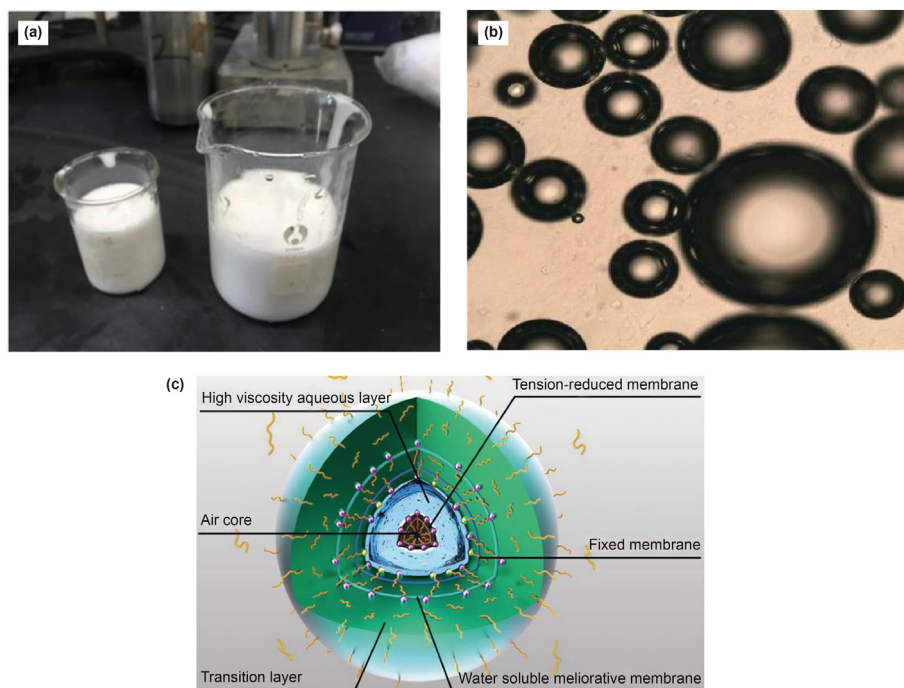 (a)
(b)
(c)
High viscosity aqueous layer
Tension-reduced membrane
Air core
Fixed membrane
Transition layer
Water soluble meliorative membrane